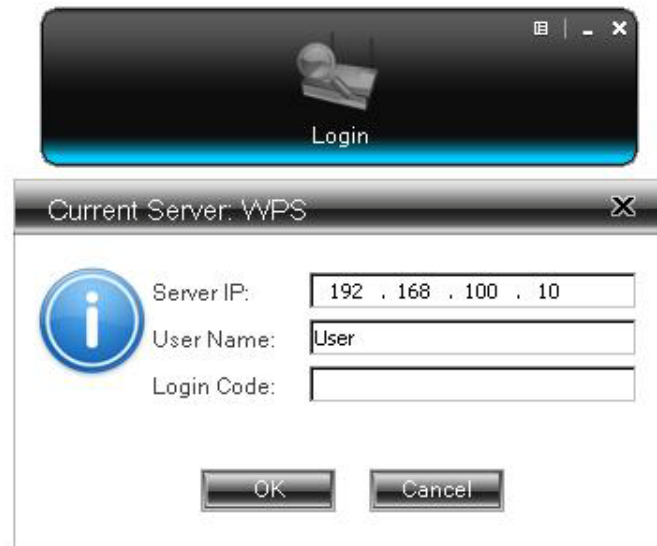 Login
Current Server: WPS
Server IP: 192 . 168 . 100 . 10
User Name: User
Login Code:
OK Cancel